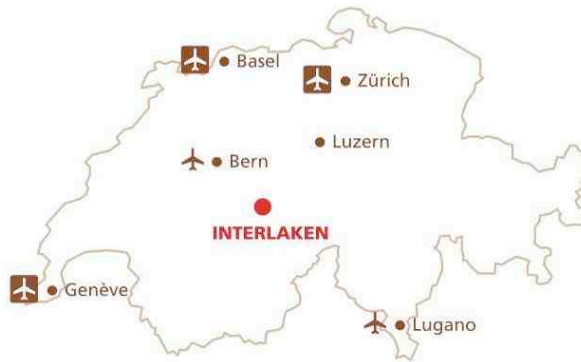 Basel
Zürich
Luzern
Bern
INTERLAKEN
Genève
Lugano